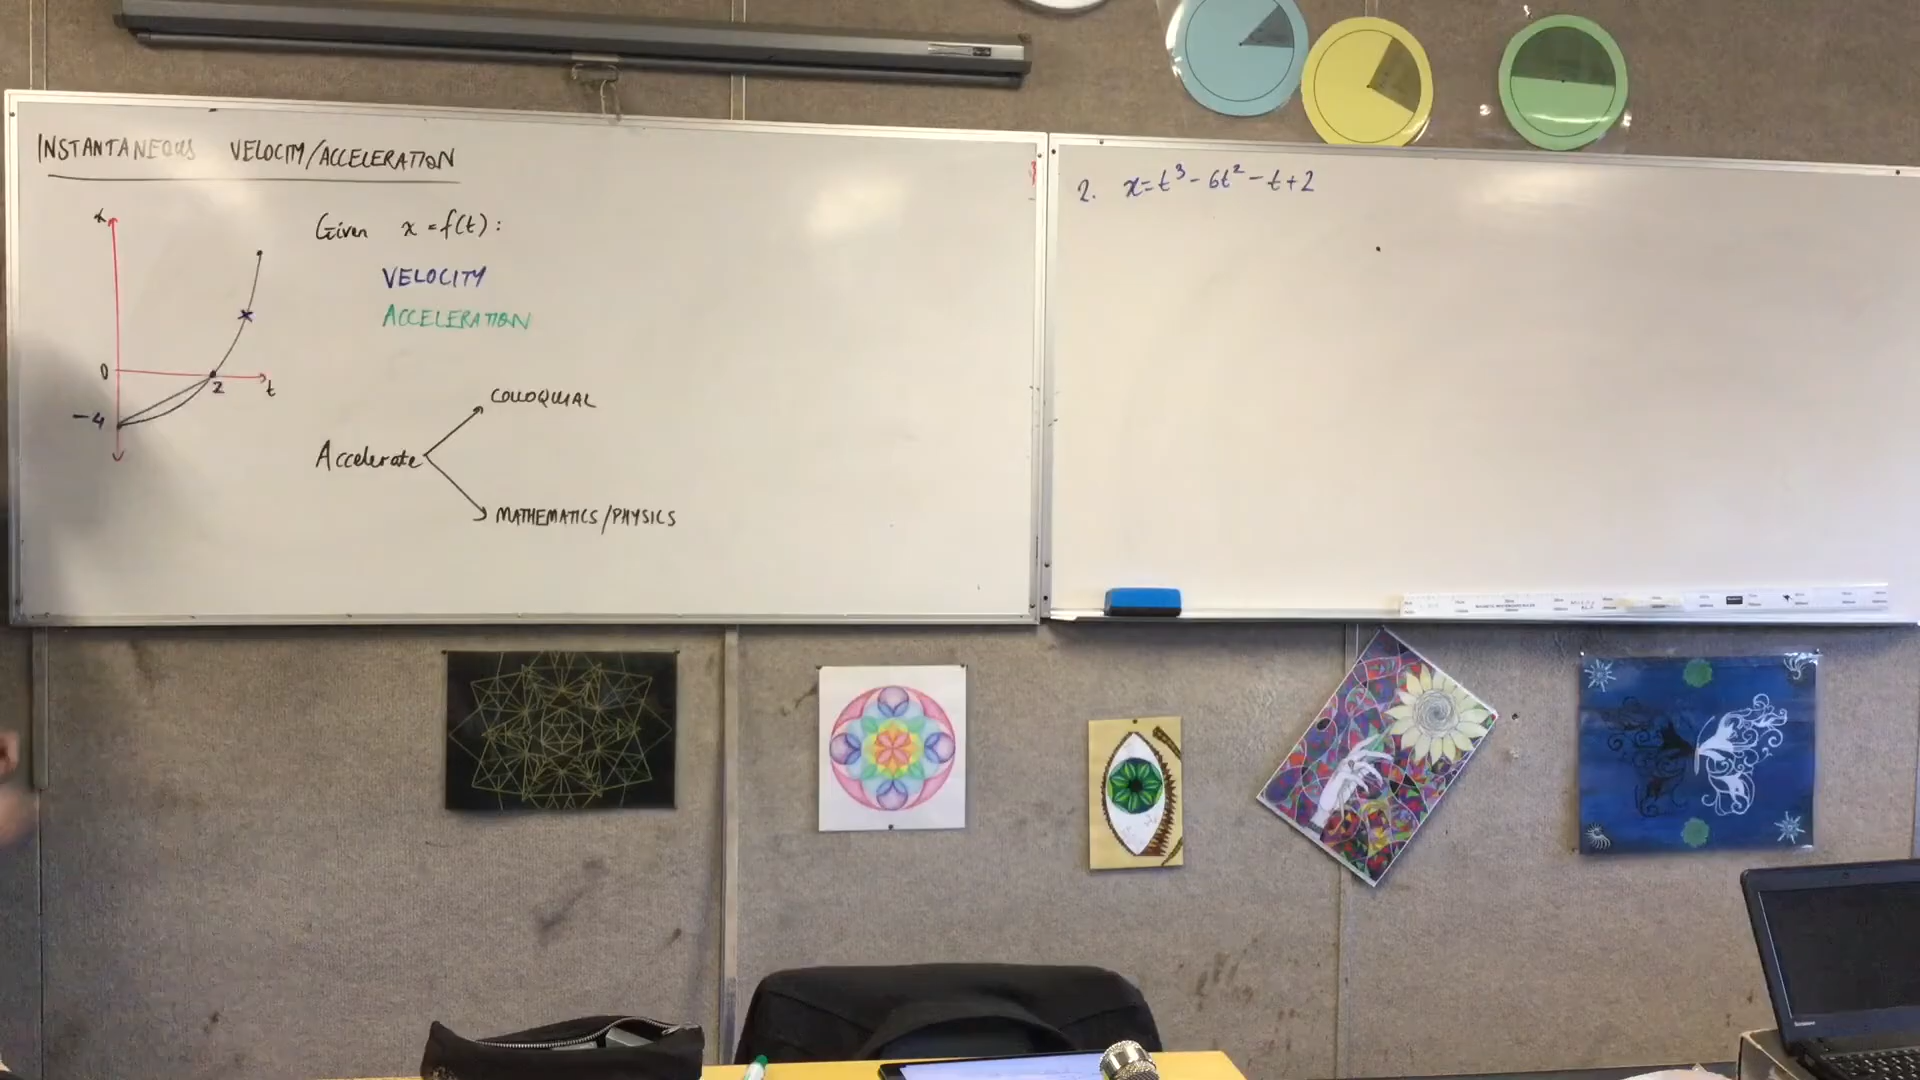 INSTANTANEOUS VELOCITY/ACCELERATION
x
0
-4
2
t
Given x = f(t):
VELOCITY
ACCELERATION
Accelerate
COLLOQUIAL
MATHEMATICS/PHYSICS
2. x=t³-6t²-t+2